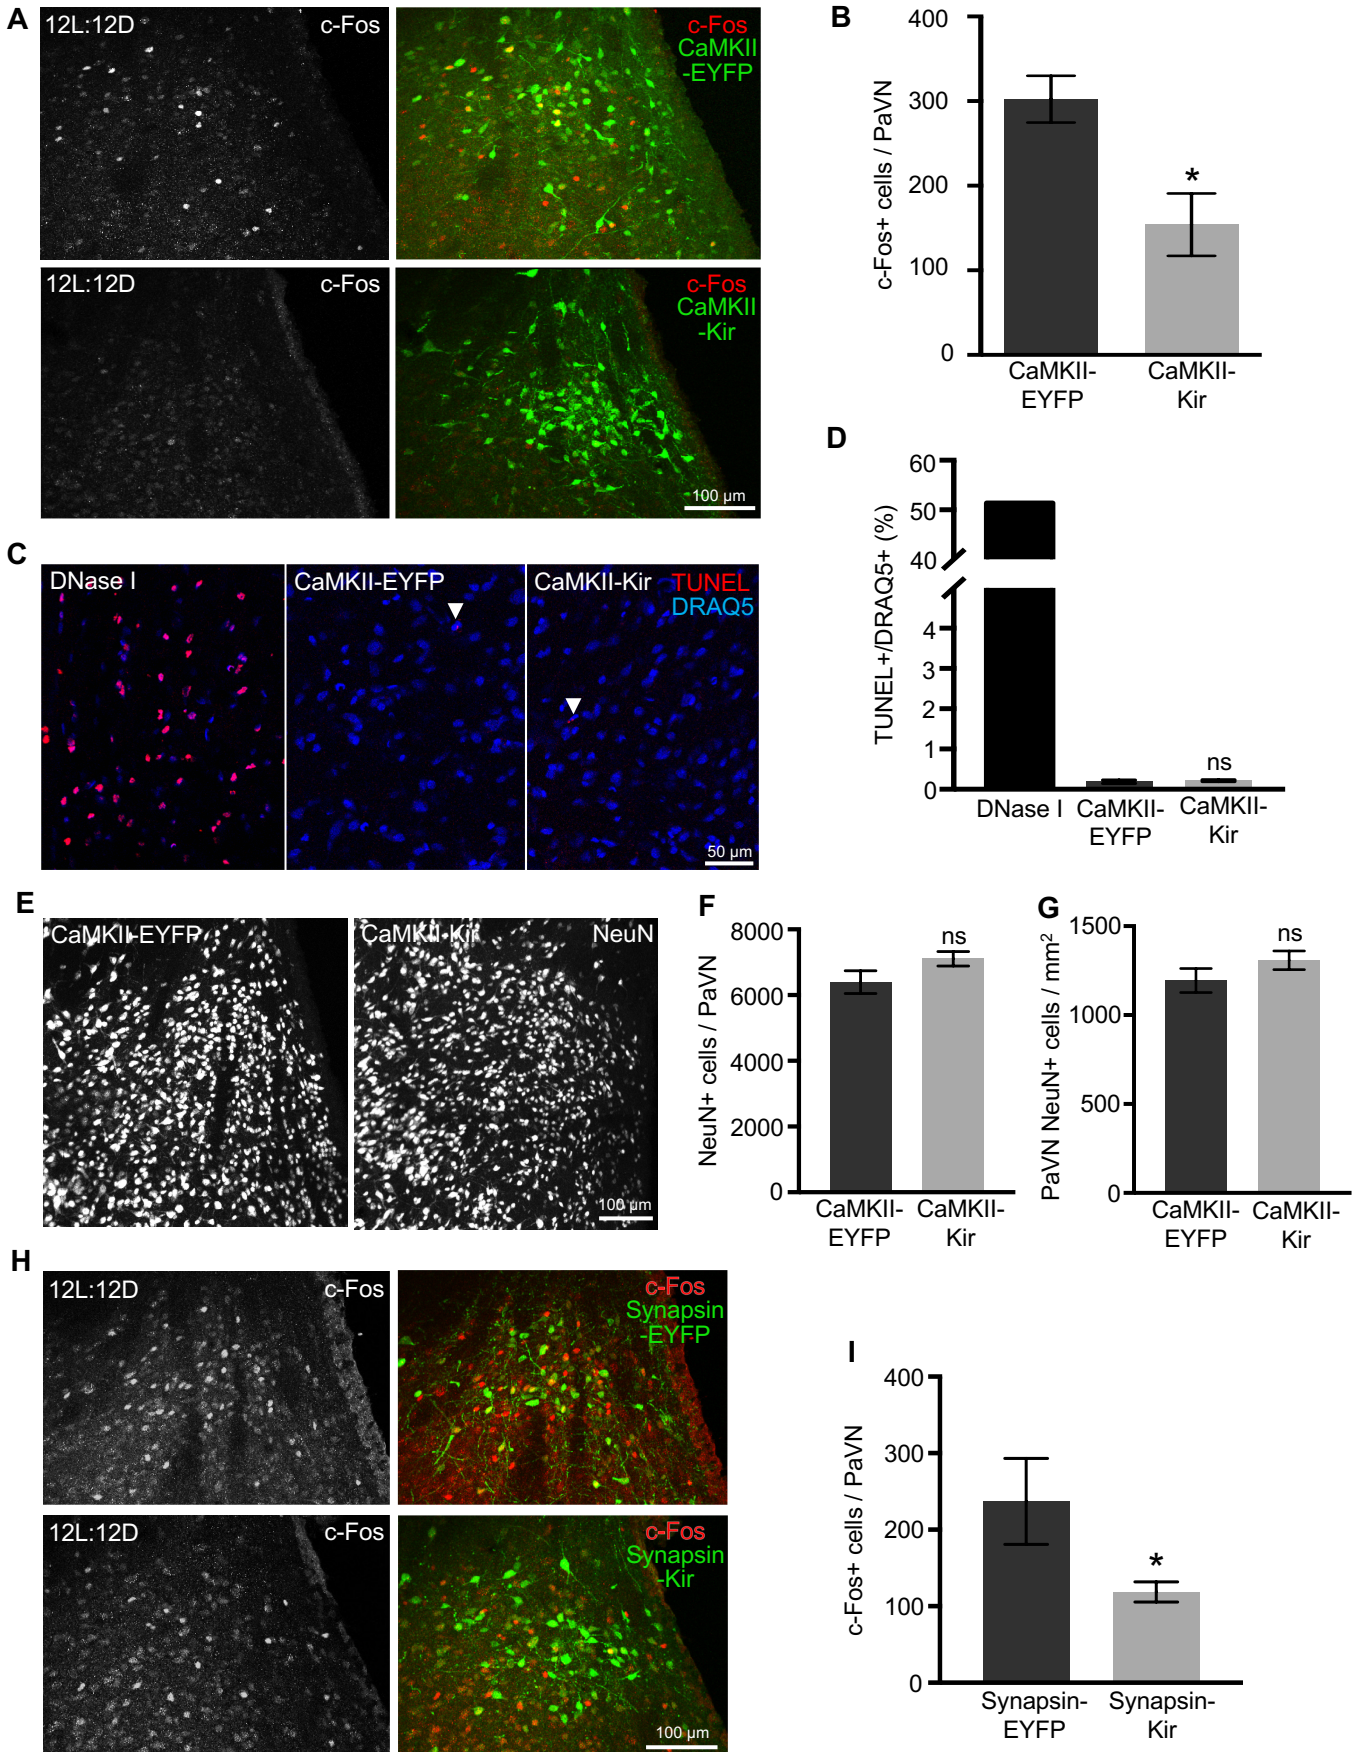 A
12L:12D
c-Fos
c-Fos
CaMKII
-EYFP
12L:12D
c-Fos
c-Fos
CaMKII
-Kir
100 µm
B
c-Fos+ cells / PaVN
400
300
200
100
0
*
CaMKII-
EYFP
CaMKII-
Kir
C
DNase I
CaMKII-EYFP
CaMKII-Kir
TUNEL
DRAQ5
50 µm
D
TUNEL+/DRAQ5+ (%)
60
50
40
4
3
2
1
0
ns
DNase I
CaMKII-
EYFP
CaMKII-
Kir
E
CaMKII-EYFP
CaMKII-Kir
NeuN
100 µm
F
NeuN+ cells / PaVN
8000
6000
4000
2000
0
ns
CaMKII-
EYFP
CaMKII-
Kir
G
PaVN NeuN+ cells / mm²
1500
1000
500
0
ns
CaMKII-
EYFP
CaMKII-
Kir
H
12L:12D
c-Fos
c-Fos
Synapsin
-EYFP
12L:12D
c-Fos
c-Fos
Synapsin
-Kir
100 µm
I
c-Fos+ cells / PaVN
400
300
200
100
0
*
Synapsin-
EYFP
Synapsin-
Kir